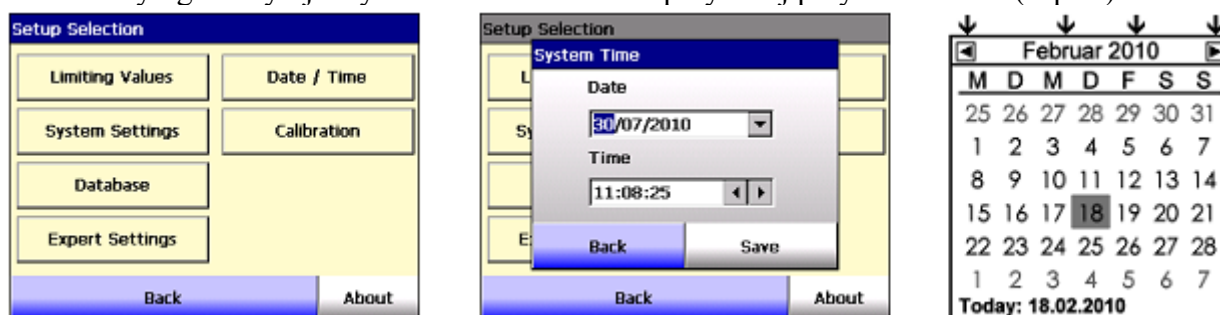 Setup Selection
Limiting Values
Date / Time
System Settings
Calibration
Database
Expert Settings
Back
About
Setup Selection
System Time
Date
30/07/2010
Time
11:08:25
Back
Save
Back
About
Februar 2010
M D M D F S S
25 26 27 28 29 30 31
1 2 3 4 5 6 7
8 9 10 11 12 13 14
15 16 17 18 19 20 21
22 23 24 25 26 27 28
1 2 3 4 5 6 7
Today: 18.02.2010